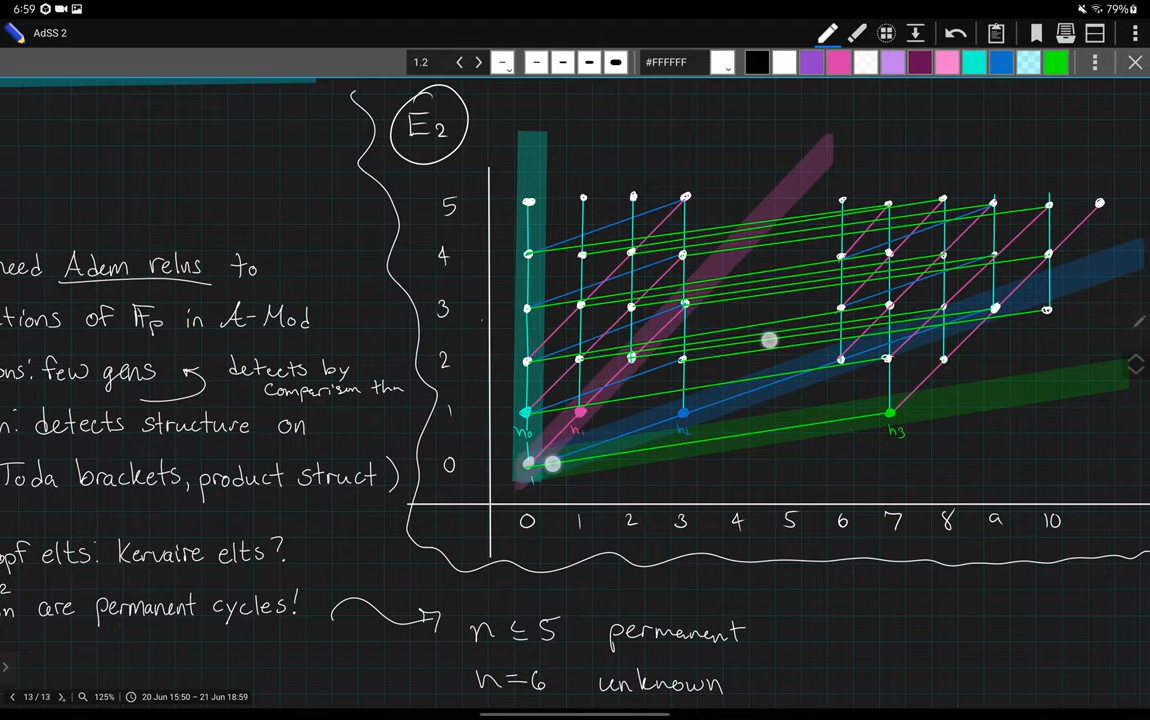 6:59
79%
AdSS 2
1.2
#FFFFFF
need Adem relns to
tions of Fp in A-Mod
ons: few gens
detects by
Comparison thm
n: detects structure on
Toda brackets, product struct)
opf elts: Kervaire elts?
2
n are permanent cycles!
E2
5
4
3
2
1
0
h0
h1
h2
h3
1
0 1 2 3 4 5 6 7 8 9 10
n ≤ 5 permanent
n=6 unknown
13 / 13
125%
20 Jun 15:50 – 21 Jun 18:59